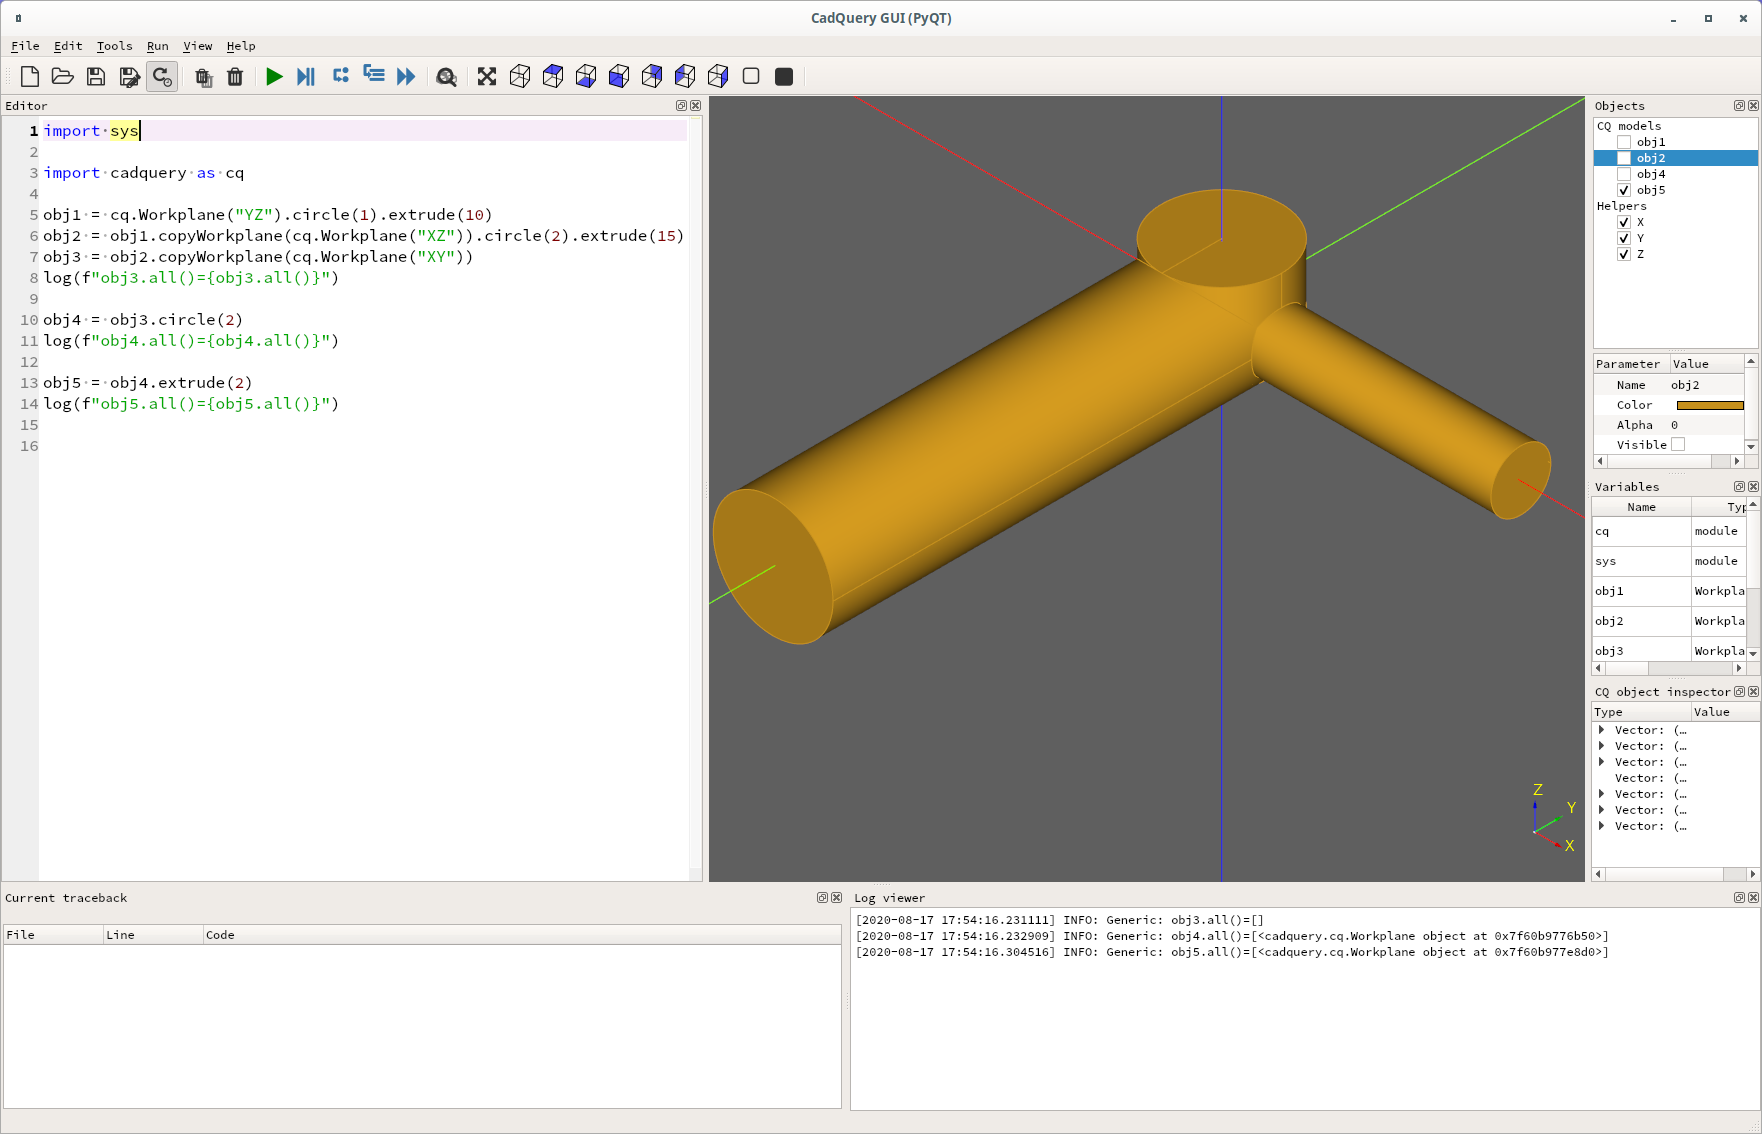 CadQuery GUI (PyQT)
File Edit Tools Run View Help
Editor
1 import sys
2
3 import cadquery as cq
4
5 obj1 = cq.Workplane("YZ").circle(1).extrude(10)
6 obj2 = obj1.copyWorkplane(cq.Workplane("XZ")).circle(2).extrude(15)
7 obj3 = obj2.copyWorkplane(cq.Workplane("XY"))
8 log(f"obj3.all()={obj3.all()}")
9
10 obj4 = obj3.circle(2)
11 log(f"obj4.all()={obj4.all()}")
12
13 obj5 = obj4.extrude(2)
14 log(f"obj5.all()={obj5.all()}")
15
16
Z
Y
X
Objects
CQ models
obj1
obj2
obj4
obj5
Helpers
X
Y
Z
Parameter Value
Name obj2
Color
Alpha 0
Visible
Variables
Name Typ
cq module
sys module
obj1 Workpla
obj2 Workpla
obj3 Workpla
CQ object inspector
Type Value
Vector: (…
Vector: (…
Vector: (…
Vector: (…
Vector: (…
Vector: (…
Vector: (…
Current traceback
File Line Code
Log viewer
[2020-08-17 17:54:16.231111] INFO: Generic: obj3.all()=[]
[2020-08-17 17:54:16.232909] INFO: Generic: obj4.all()=[<cadquery.cq.Workplane object at 0x7f60b9776b50>]
[2020-08-17 17:54:16.304516] INFO: Generic: obj5.all()=[<cadquery.cq.Workplane object at 0x7f60b977e8d0>]